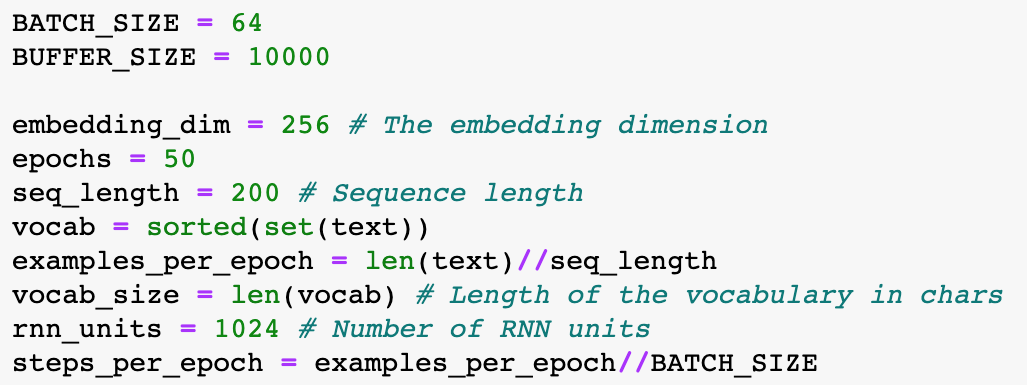 BATCH_SIZE = 64
BUFFER_SIZE = 10000
embedding_dim = 256 # The embedding dimension
epochs = 50
seq_length = 200 # Sequence length
vocab = sorted(set(text))
examples_per_epoch = len(text)//seq_length
vocab_size = len(vocab) # Length of the vocabulary in chars
rnn_units = 1024 # Number of RNN units
steps_per_epoch = examples_per_epoch//BATCH_SIZE